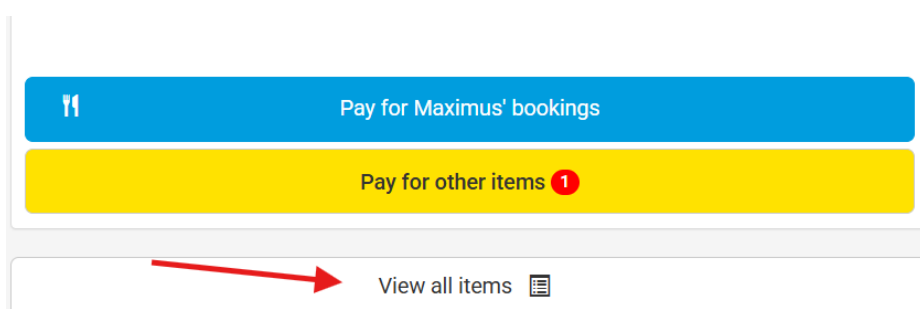 Pay for Maximus' bookings
Pay for other items 1
View all items